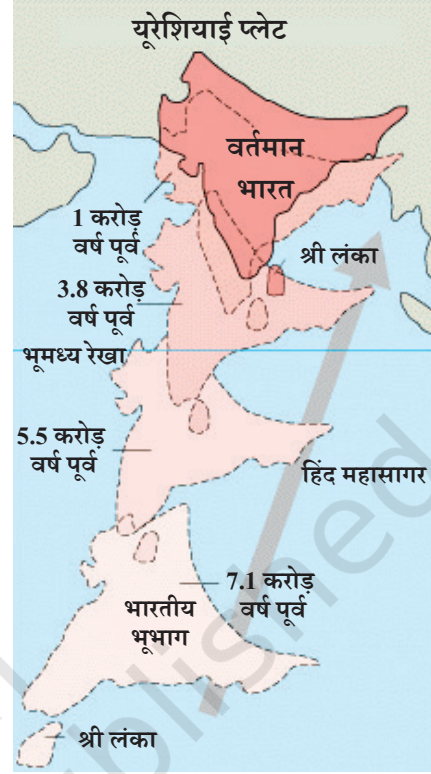 यूरेशियाई प्लेट
वर्तमान
भारत
1 करोड़
वर्ष पूर्व
श्री लंका
3.8 करोड़
वर्ष पूर्व
भूमध्य रेखा
5.5 करोड़
वर्ष पूर्व
हिंद महासागर
7.1 करोड़
वर्ष पूर्व
भारतीय
भूभाग
श्री लंका